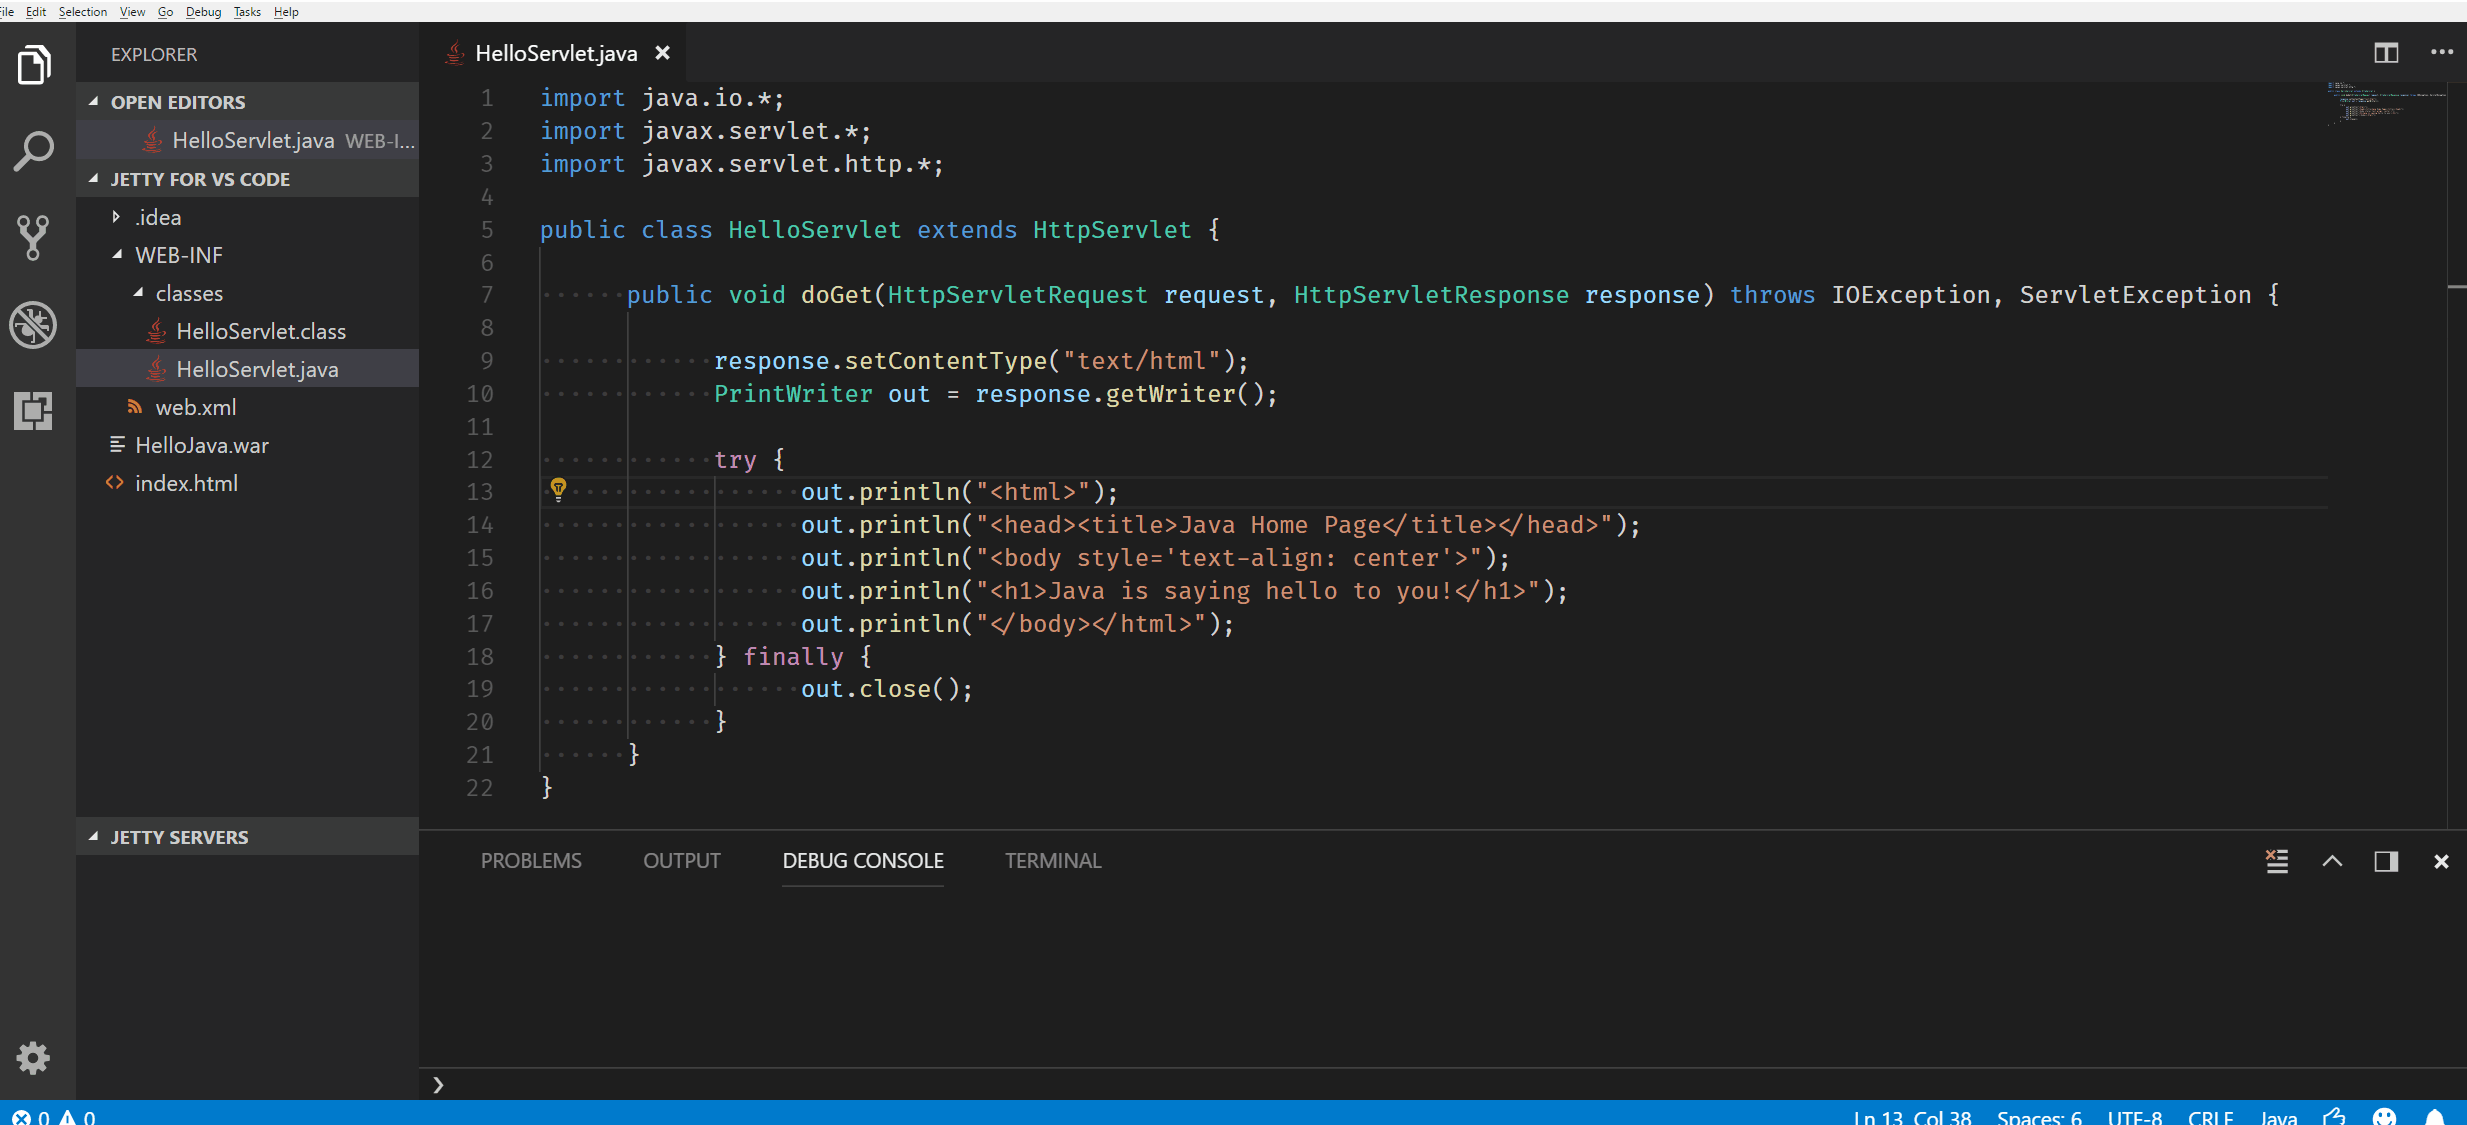 File Edit Selection View Go Debug Tasks Help
EXPLORER
OPEN EDITORS
HelloServlet.java WEB-I...
JETTY FOR VS CODE
.idea
WEB-INF
classes
HelloServlet.class
HelloServlet.java
web.xml
HelloJava.war
index.html
JETTY SERVERS
HelloServlet.java
1 import java.io.*;
2 import javax.servlet.*;
3 import javax.servlet.http.*;
4
5 public class HelloServlet extends HttpServlet {
6
7 public void doGet(HttpServletRequest request, HttpServletResponse response) throws IOException, ServletException {
8
9 response.setContentType("text/html");
10 PrintWriter out = response.getWriter();
11
12 try {
13 out.println("<html>");
14 out.println("<head><title>Java Home Page</title></head>");
15 out.println("<body style='text-align: center'>");
16 out.println("<h1>Java is saying hello to you!</h1>");
17 out.println("</body></html>");
18 } finally {
19 out.close();
20 }
21 }
22 }
PROBLEMS OUTPUT DEBUG CONSOLE TERMINAL
0 0 Ln 13, Col 38 Spaces: 6 UTF-8 CRLF Java